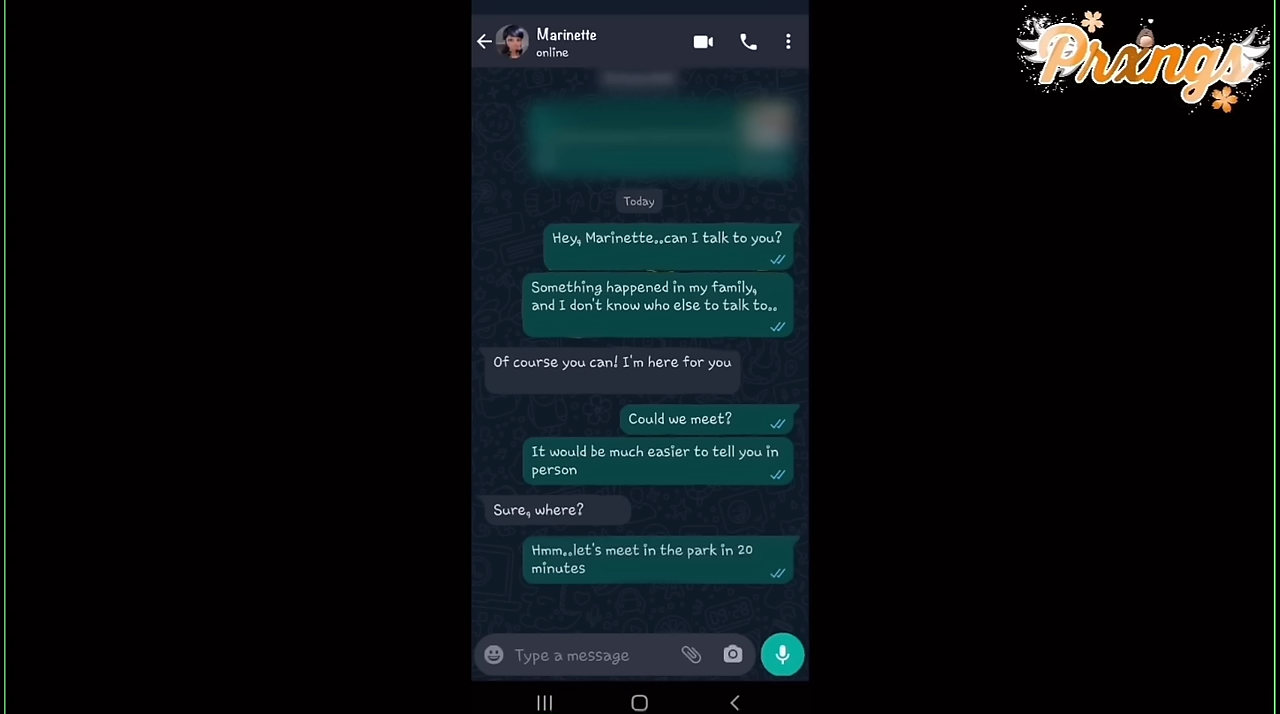 Prxngs
Marinette
online
Today
Hey, Marinette..can I talk to you?
Something happened in my family,
and I don't know who else to talk to..
Of course you can! I'm here for you
Could we meet?
It would be much easier to tell you in
person
Sure, where?
Hmm..let's meet in the park in 20
minutes
Type a message